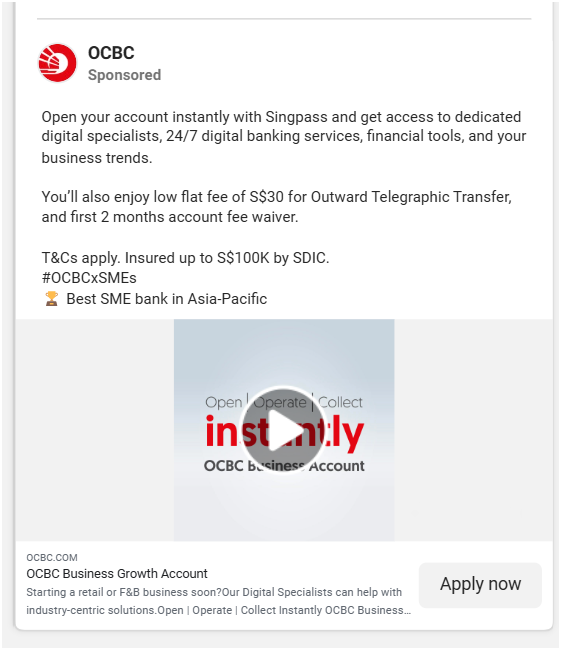 OCBC
Sponsored
Open your account instantly with Singpass and get access to dedicated
digital specialists, 24/7 digital banking services, financial tools, and your
business trends.
You’ll also enjoy low flat fee of S$30 for Outward Telegraphic Transfer,
and first 2 months account fee waiver.
T&Cs apply. Insured up to S$100K by SDIC.
#OCBCxSMEs
🏆 Best SME bank in Asia-Pacific
Open | Operate | Collect
instantly
OCBC Business Account
OCBC.COM
OCBC Business Growth Account
Starting a retail or F&B business soon?Our Digital Specialists can help with
industry-centric solutions.Open | Operate | Collect Instantly OCBC Business...
Apply now